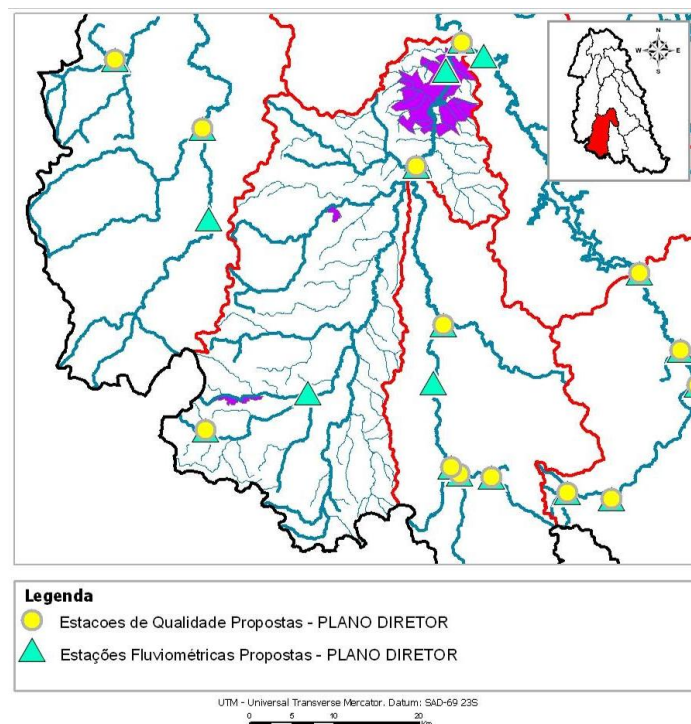 N
W E
S
Legenda
Estacoes de Qualidade Propostas - PLANO DIRETOR
Estações Fluviométricas Propostas - PLANO DIRETOR
UTM - Universal Transverse Mercator. Datum: SAD-69 23S
0 5 10 20
Km